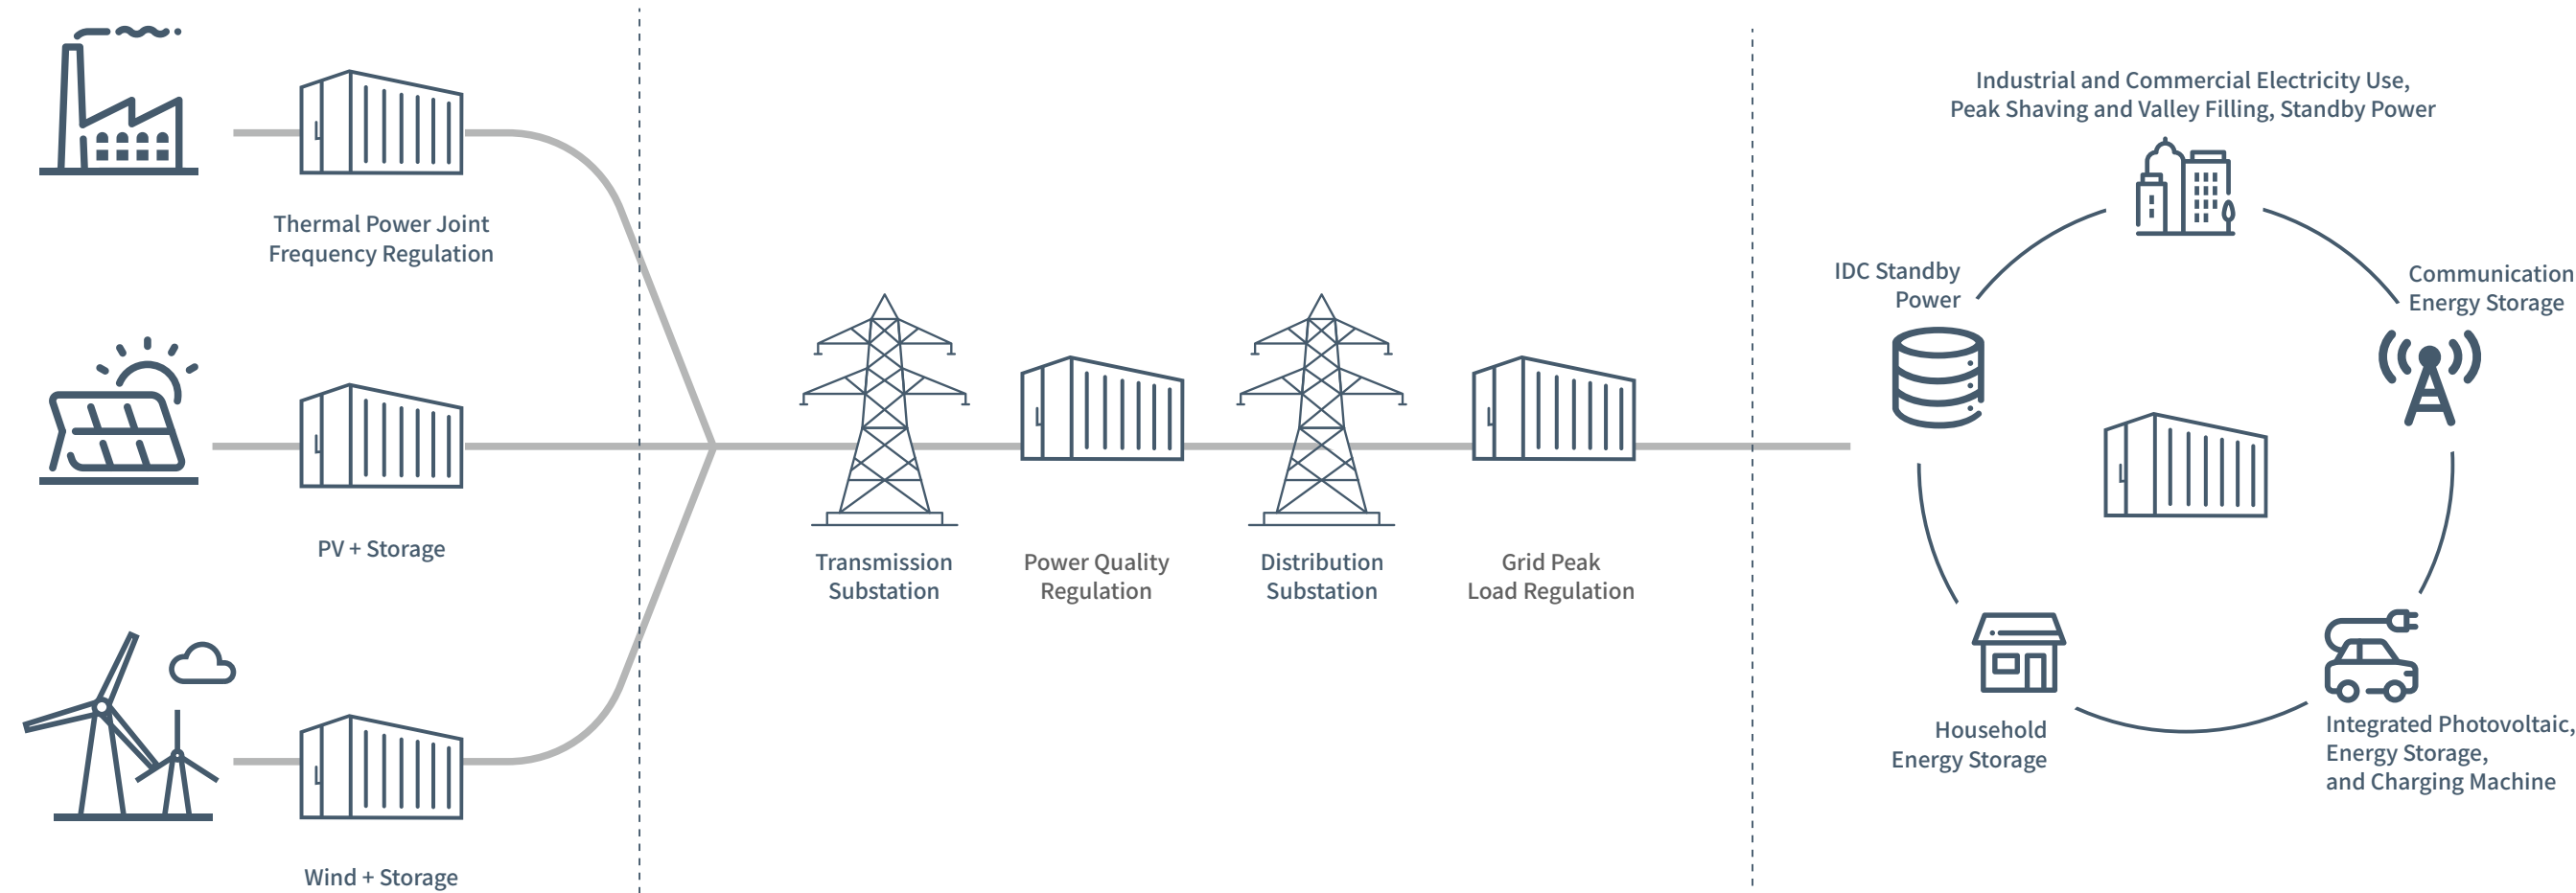 Thermal Power Joint
Frequency Regulation
PV + Storage
Wind + Storage
Transmission
Substation
Power Quality
Regulation
Distribution
Substation
Grid Peak
Load Regulation
Industrial and Commercial Electricity Use,
Peak Shaving and Valley Filling, Standby Power
IDC Standby
Power
Communication
Energy Storage
Household
Energy Storage
Integrated Photovoltaic,
Energy Storage,
and Charging Machine